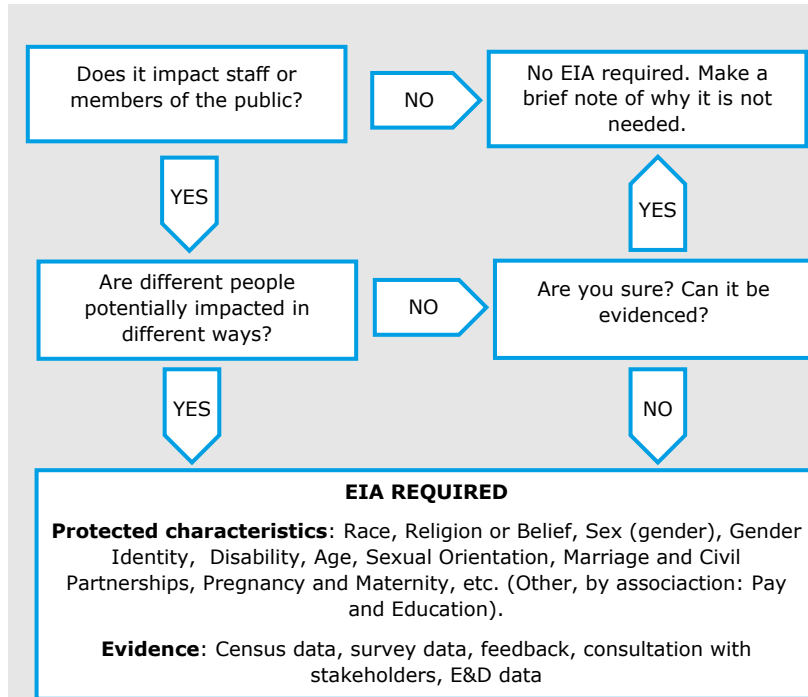 Does it impact staff or
members of the public?
NO
No EIA required. Make a
brief note of why it is not
needed.
YES
YES
Are different people
potentially impacted in
different ways?
NO
Are you sure? Can it be
evidenced?
YES
NO
EIA REQUIRED
Protected characteristics: Race, Religion or Belief, Sex (gender), Gender
Identity,  Disability, Age, Sexual Orientation, Marriage and Civil
Partnerships, Pregnancy and Maternity, etc. (Other, by associaction: Pay
and Education).
Evidence: Census data, survey data, feedback, consultation with
stakeholders, E&D data